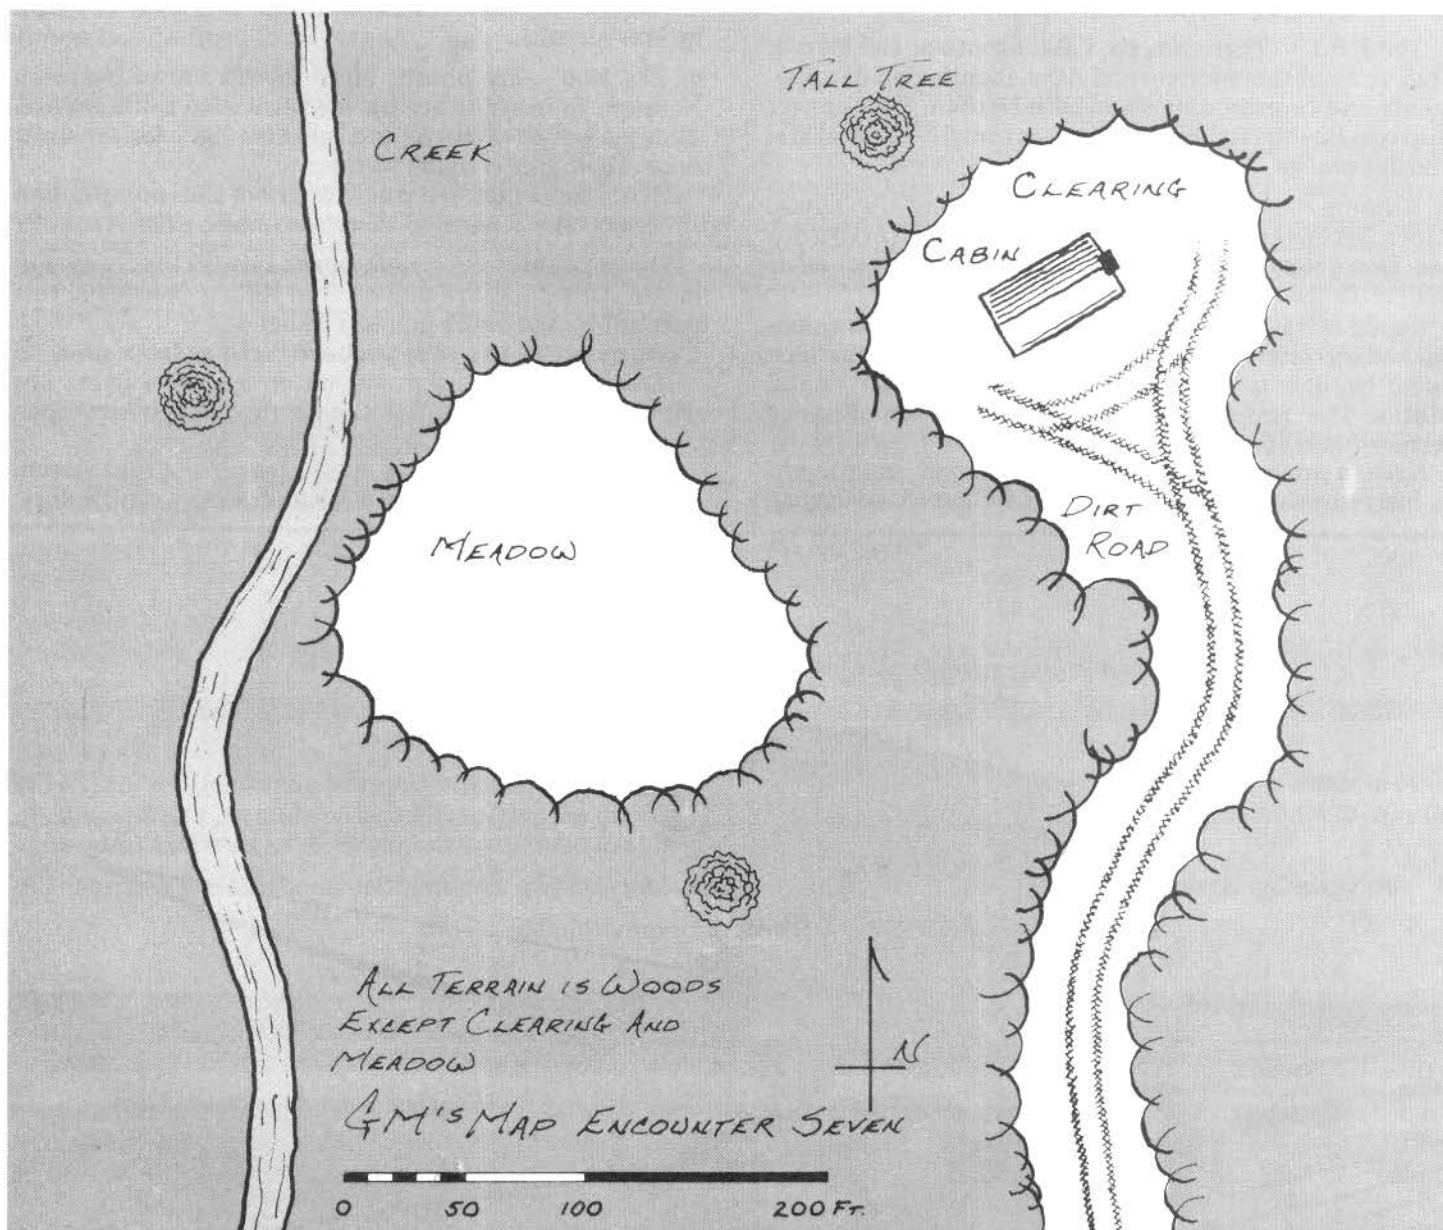 TALL TREE
CREEK
CLEARING
CABIN
MEADOW
DIRT
ROAD
ALL TERRAIN IS WOODS
EXCEPT CLEARING AND
MEADOW
N
GM'S MAP ENCOUNTER SEVEN
0 50 100 200 FT.